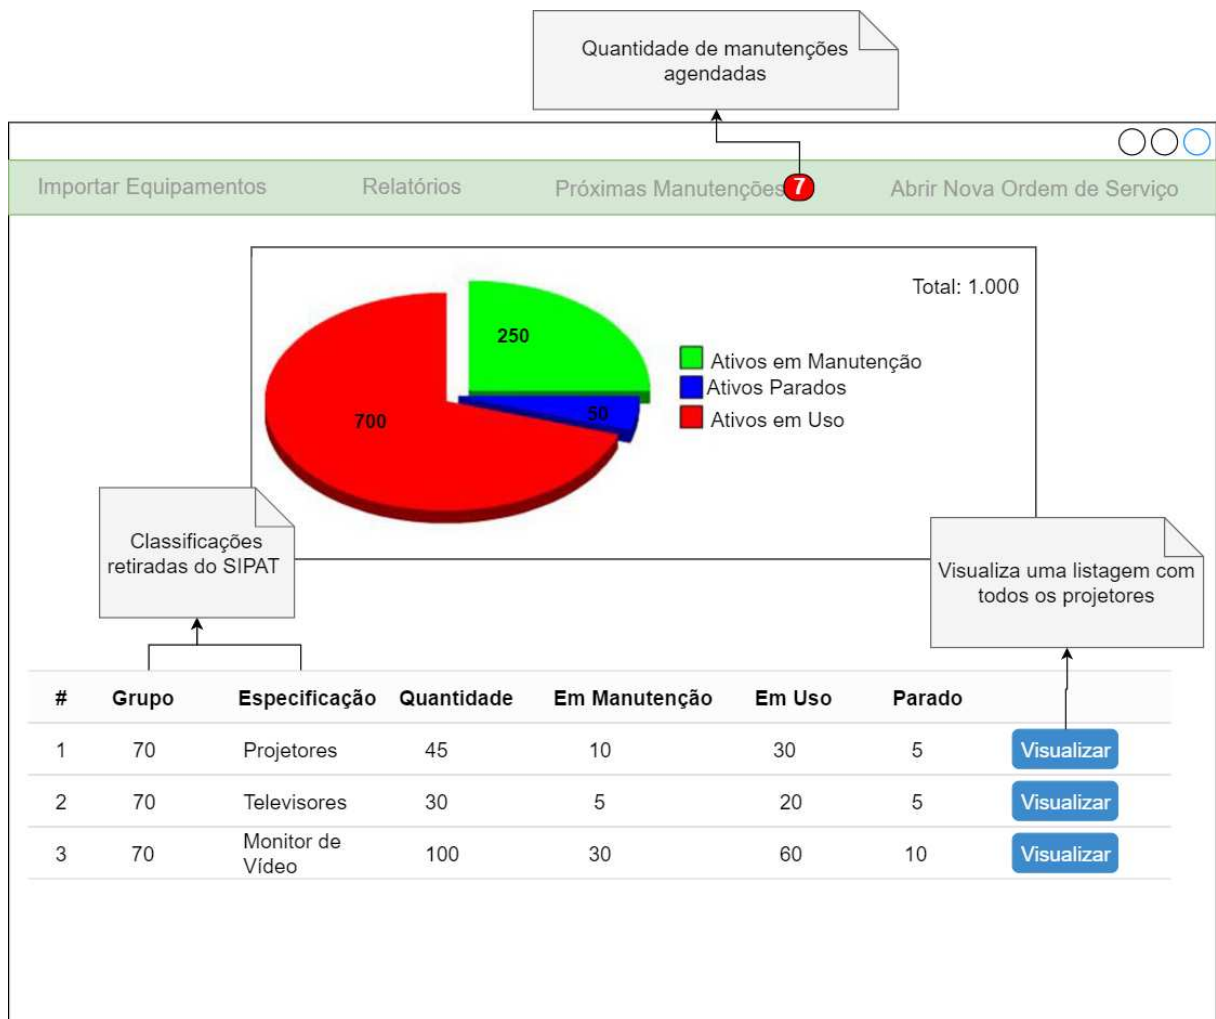 Quantidade de manutenções
agendadas
Importar Equipamentos
Relatórios
Próximas Manutenções
7
Abrir Nova Ordem de Serviço
Total: 1.000
250
50
700
Ativos em Manutenção
Ativos Parados
Ativos em Uso
Classificações
retiradas do SIPAT
Visualiza uma listagem com
todos os projetores
# Grupo Especificação Quantidade Em Manutenção Em Uso Parado
1 70 Projetores 45 10 30 5 Visualizar
2 70 Televisores 30 5 20 5 Visualizar
3 70 Monitor de
Vídeo 100 30 60 10 Visualizar